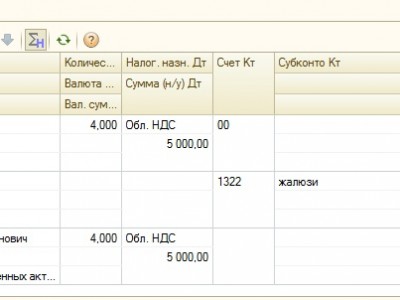 Количес... Налог. назн. Дт Счет Кт Субконто Кт
Валюта ... Сумма (н/у) Дт
Вал. сум...
4,000 Обл. НДС 00
5 000,00
1322 жалюзи
нович 4,000 Обл. НДС
5 000,00
енных акт...